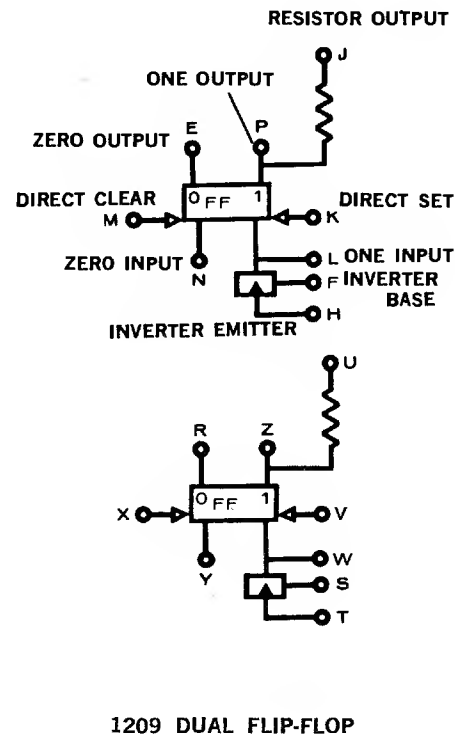 RESISTOR OUTPUT
J
ONE OUTPUT
E P
ZERO OUTPUT
0 FF 1
DIRECT CLEAR DIRECT SET
M K
ZERO INPUT L ONE INPUT
N F INVERTER
BASE
H
INVERTER EMITTER
U
R Z
0 FF 1
X V
Y W
S
T
1209 DUAL FLIP-FLOP